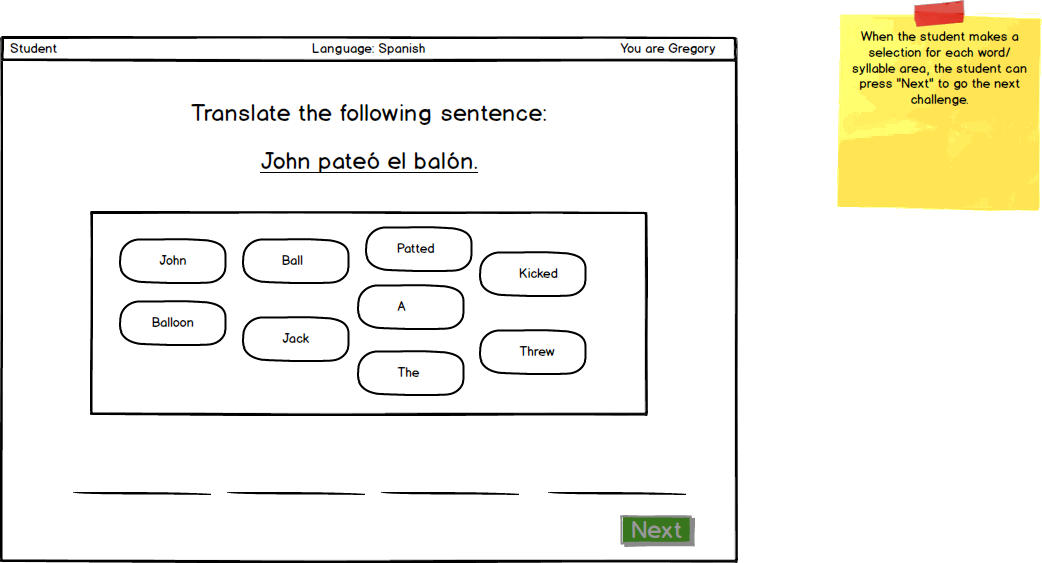 Student
Language: Spanish
You are Gregory
Translate the following sentence:
John pateó el balón.
John
Ball
Patted
Kicked
A
Balloon
Jack
Threw
The
Next
When the student makes a
selection for each word/
syllable area, the student can
press "Next" to go the next
challenge.